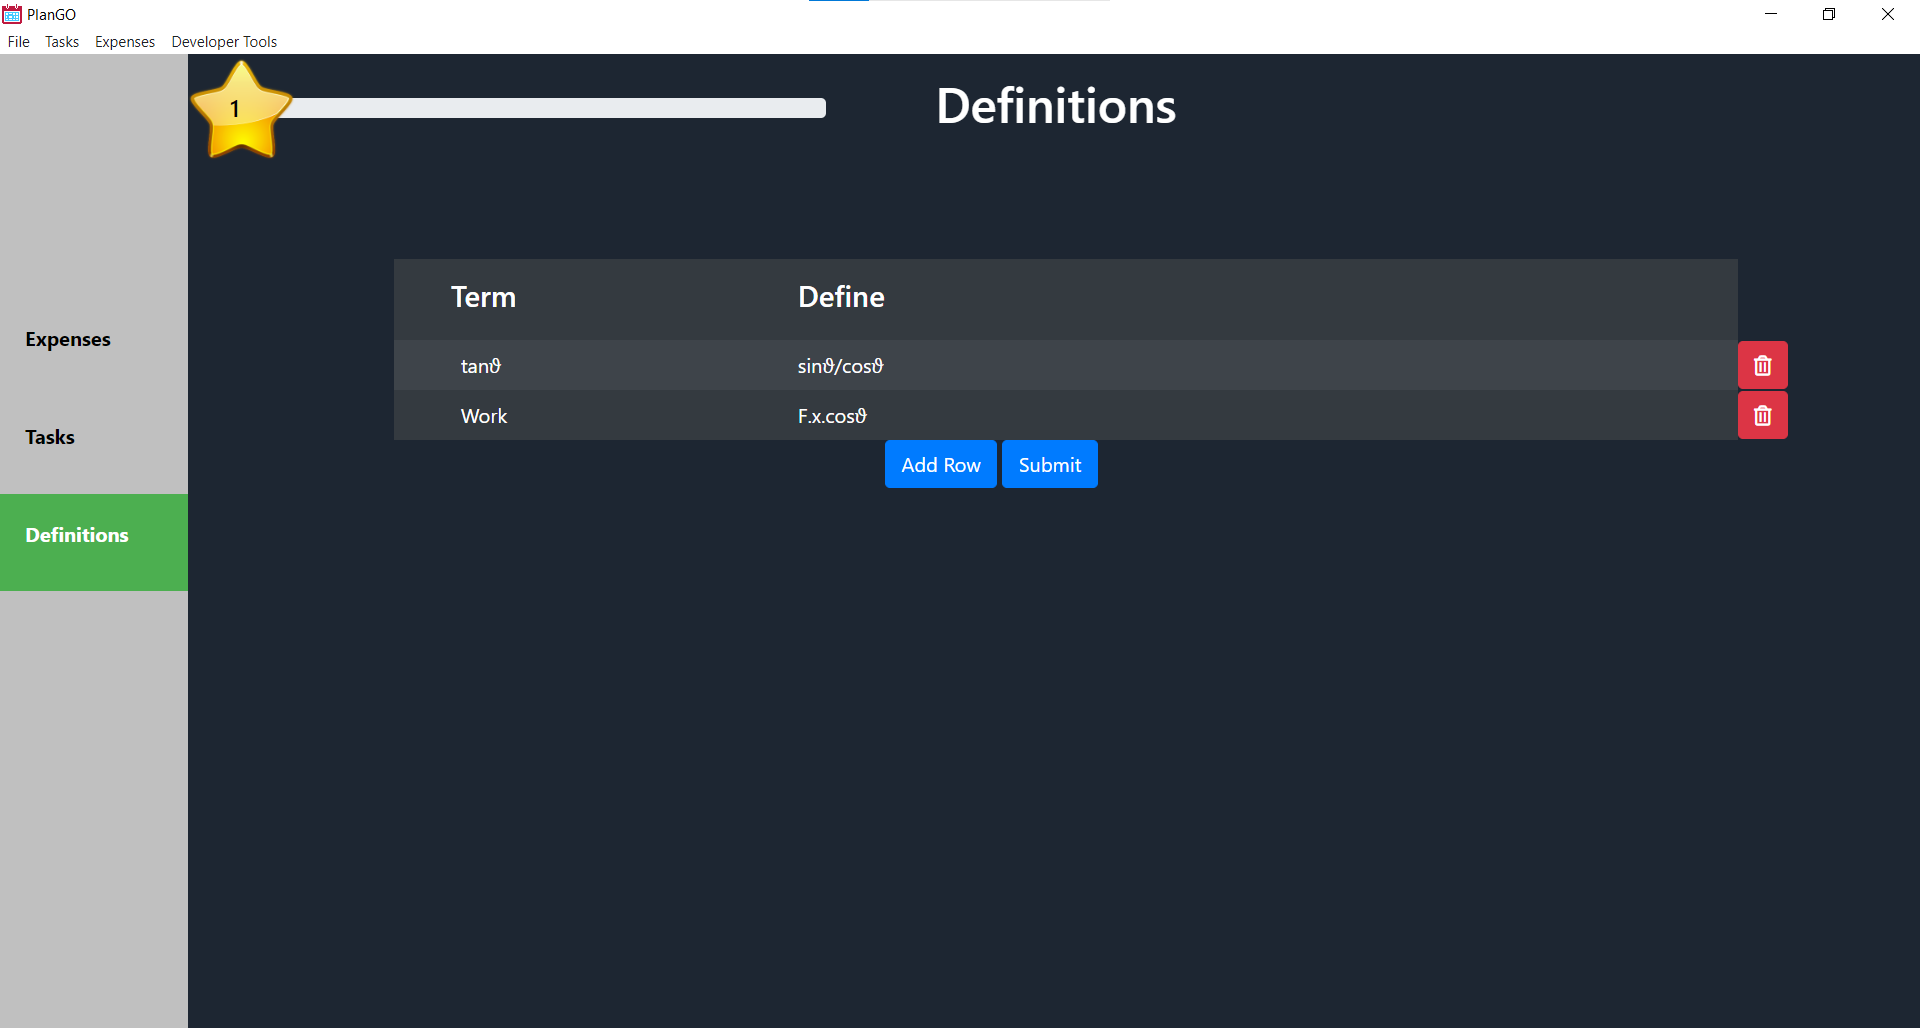 PlanGO
File Tasks Expenses Developer Tools
1
Definitions
Term Define
tanϑ sinϑ/cosϑ
Work F.x.cosϑ
Add Row Submit
Expenses
Tasks
Definitions